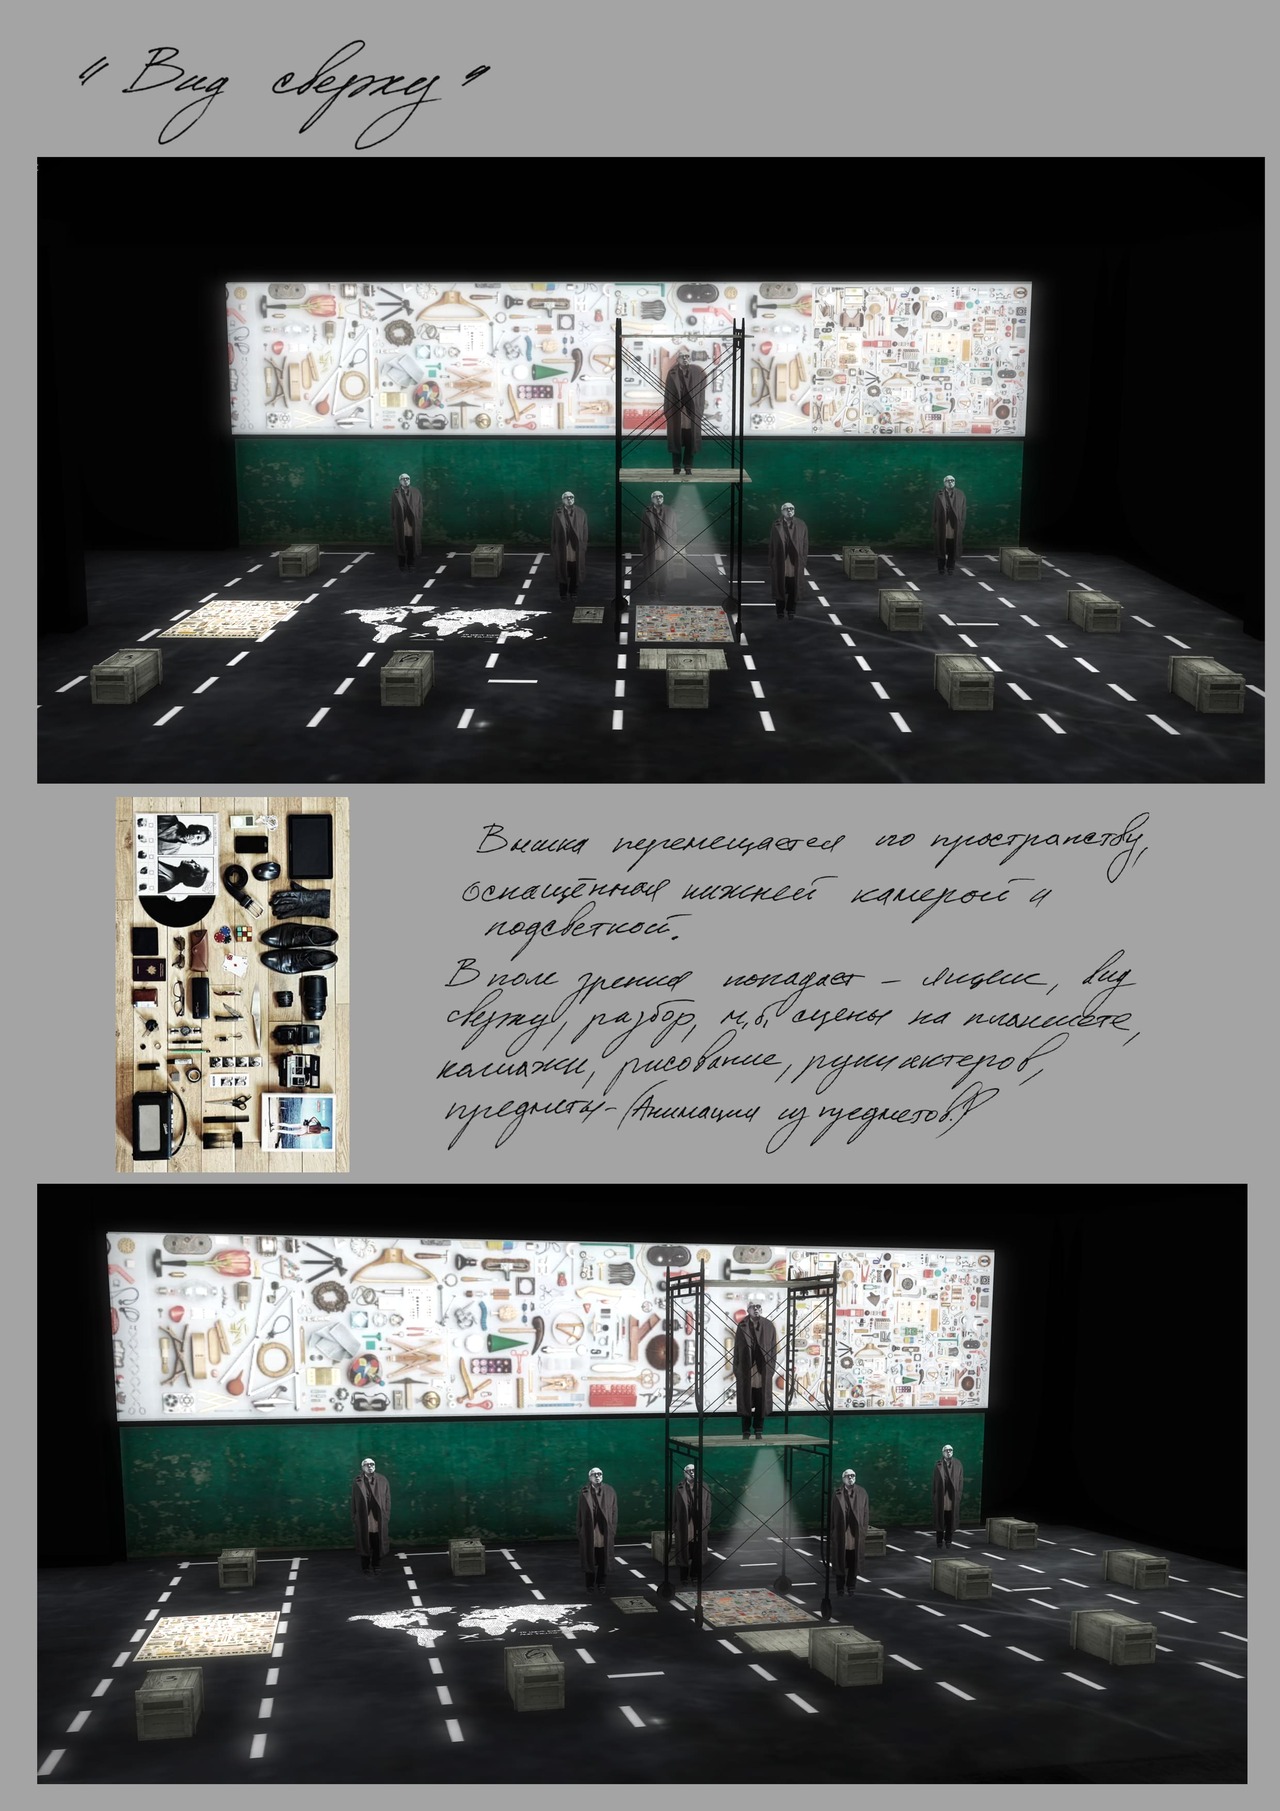 "Вид сверху"
Вышка перемещается по пространству,
оснащённая нижней камерой и
подсветкой.
В поле зрения попадает – ящик, вид
сверху, разбор, м.б. сцены на планшете,
коллажи, рисование, руки актеров,
предметы- (Анимация из предметов!)